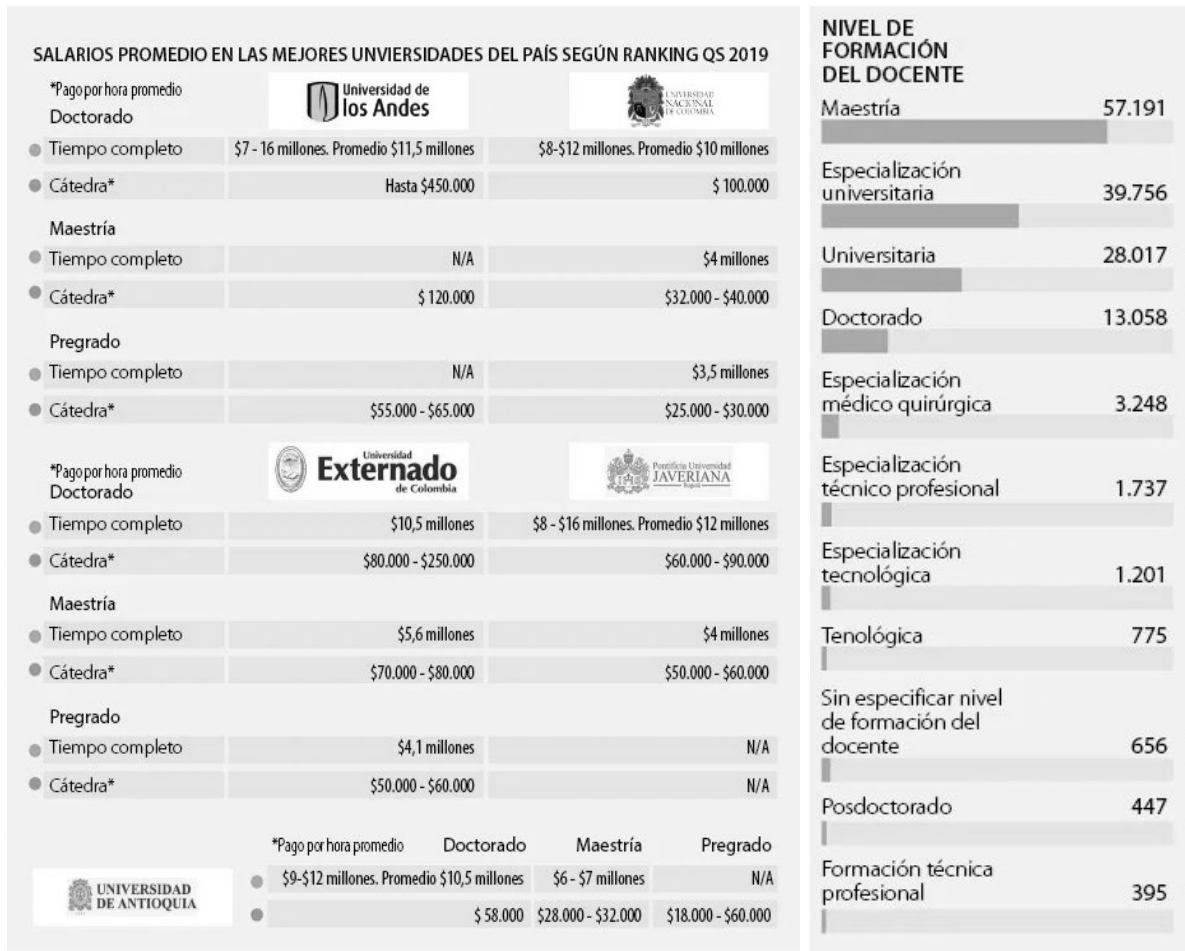 SALARIOS PROMEDIO EN LAS MEJORES UNVIERSIDADES DEL PAÍS SEGÚN RANKING QS 2019
*Pago por hora promedio
Doctorado
Universidad de
los Andes
UNIVERSIDAD
NACIONAL
DE COLOMBIA
Tiempo completo $7 - 16 millones. Promedio $11,5 millones $8-$12 millones. Promedio $10 millones
Cátedra* Hasta $450.000 $ 100.000
Maestría
Tiempo completo N/A $4 millones
Cátedra* $ 120.000 $32.000 - $40.000
Pregrado
Tiempo completo N/A $3,5 millones
Cátedra* $55.000 - $65.000 $25.000 - $30.000
*Pago por hora promedio
Doctorado
Universidad
Externado
de Colombia
Pontificia Universidad
JAVERIANA
Bogotá
Tiempo completo $10,5 millones $8 - $16 millones. Promedio $12 millones
Cátedra* $80.000 - $250.000 $60.000 - $90.000
Maestría
Tiempo completo $5,6 millones $4 millones
Cátedra* $70.000 - $80.000 $50.000 - $60.000
Pregrado
Tiempo completo $4,1 millones N/A
Cátedra* $50.000 - $60.000 N/A
*Pago por hora promedio Doctorado Maestría Pregrado
UNIVERSIDAD
DE ANTIOQUIA
$9-$12 millones. Promedio $10,5 millones $6 - $7 millones N/A
$ 58.000 $28.000 - $32.000 $18.000 - $60.000
NIVEL DE
FORMACIÓN
DEL DOCENTE
Maestría 57.191
Especialización
universitaria 39.756
Universitaria 28.017
Doctorado 13.058
Especialización
médico quirúrgica 3.248
Especialización
técnico profesional 1.737
Especialización
tecnológica 1.201
Tenológica 775
Sin especificar nivel
de formación del
docente 656
Posdoctorado 447
Formación técnica
profesional 395